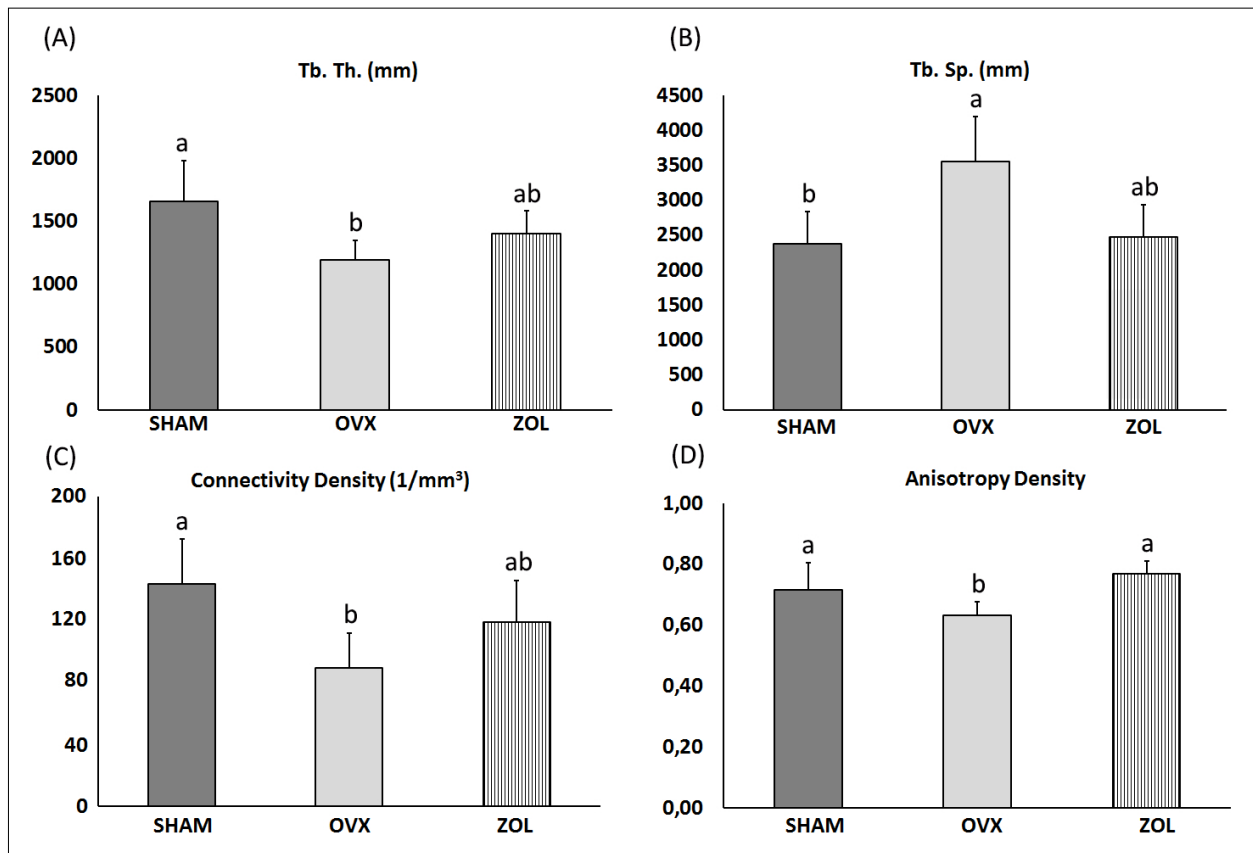 (A)
Tb. Th. (mm)
2500
2000
1500
1000
500
0
a
b
ab
SHAM OVX ZOL
(B)
Tb. Sp. (mm)
4500
4000
3500
3000
2500
2000
1500
1000
500
0
b
a
ab
SHAM OVX ZOL
(C)
Connectivity Density (1/mm³)
200
160
120
80
40
0
a
b
ab
SHAM OVX ZOL
(D)
Anisotropy Density
1,00
0,80
0,60
0,40
0,20
0,00
a
b
a
SHAM OVX ZOL